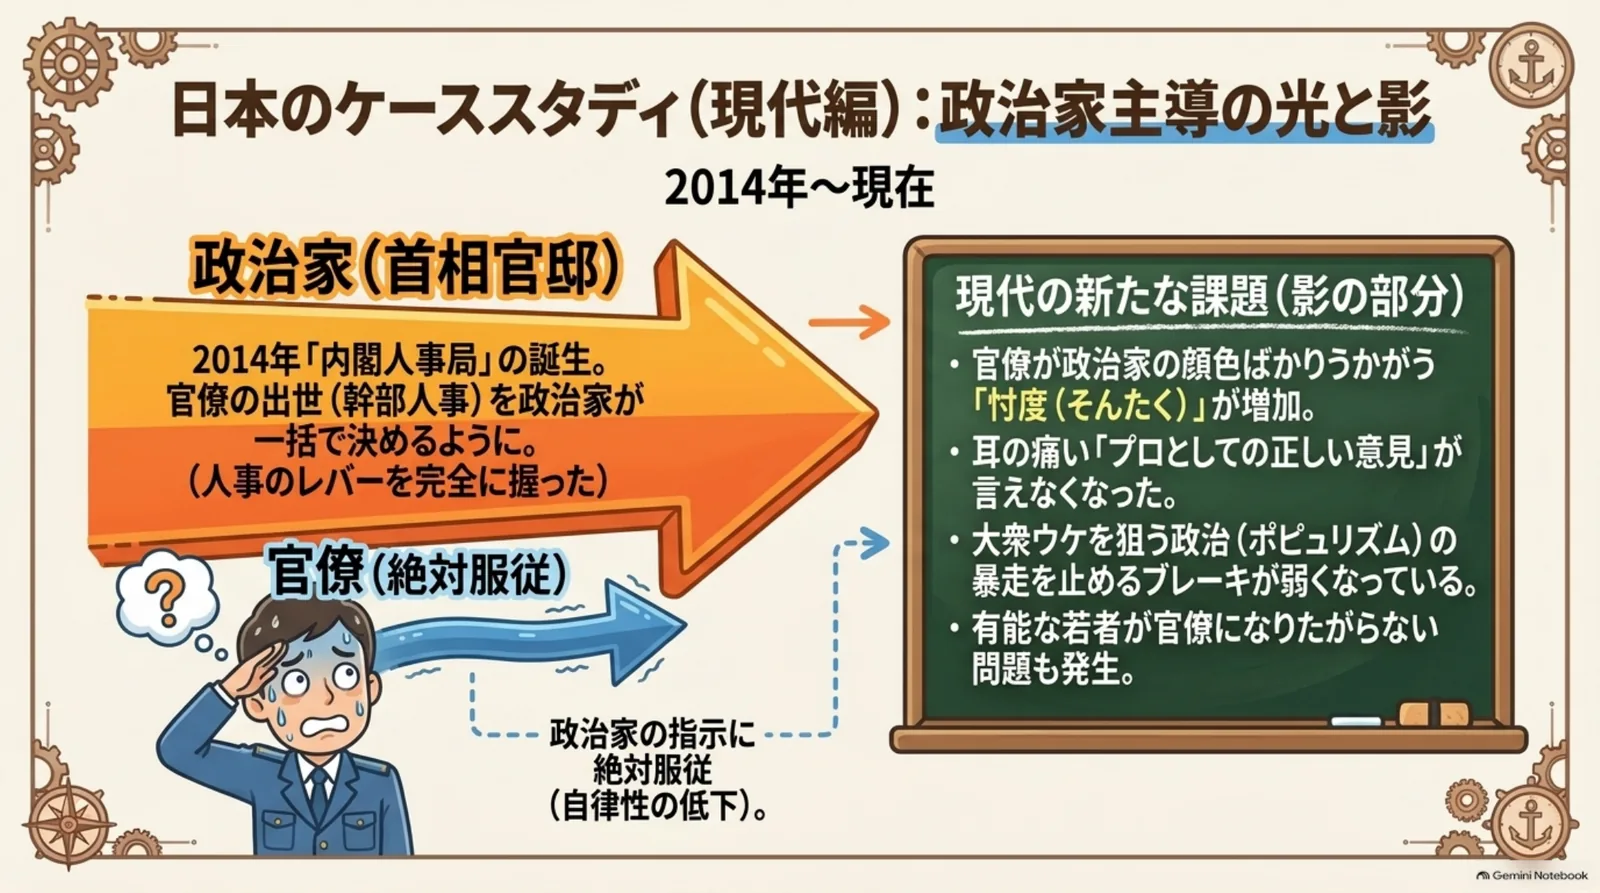 日本のケーススタディ（現代編）：政治家主導の光と影
2014年～現在
政治家（首相官邸）
2014年「内閣人事局」の誕生。
官僚の出世（幹部人事）を政治家が
一括で決めるように。
（人事のレバーを完全に握った）
官僚（絶対服従）
?
政治家の指示に
絶対服従
（自律性の低下）。
現代の新たな課題（影の部分）
・官僚が政治家の顔色ばかりうかがう
「忖度（そんたく）」が増加。
・耳の痛い「プロとしての正しい意見」が
言えなくなった。
・大衆ウケを狙う政治（ポピュリズム）の
暴走を止めるブレーキが弱くなっている。
・有能な若者が官僚になりたがらない
問題も発生。
Gemini Notebook